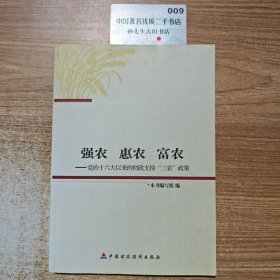 009
中国著名优质二手书店
孙先生古旧书店
强农 惠农 富农
——党的十六大以来的财政支持“三农”政策
*本书编写组 编
中国财政经济出版社